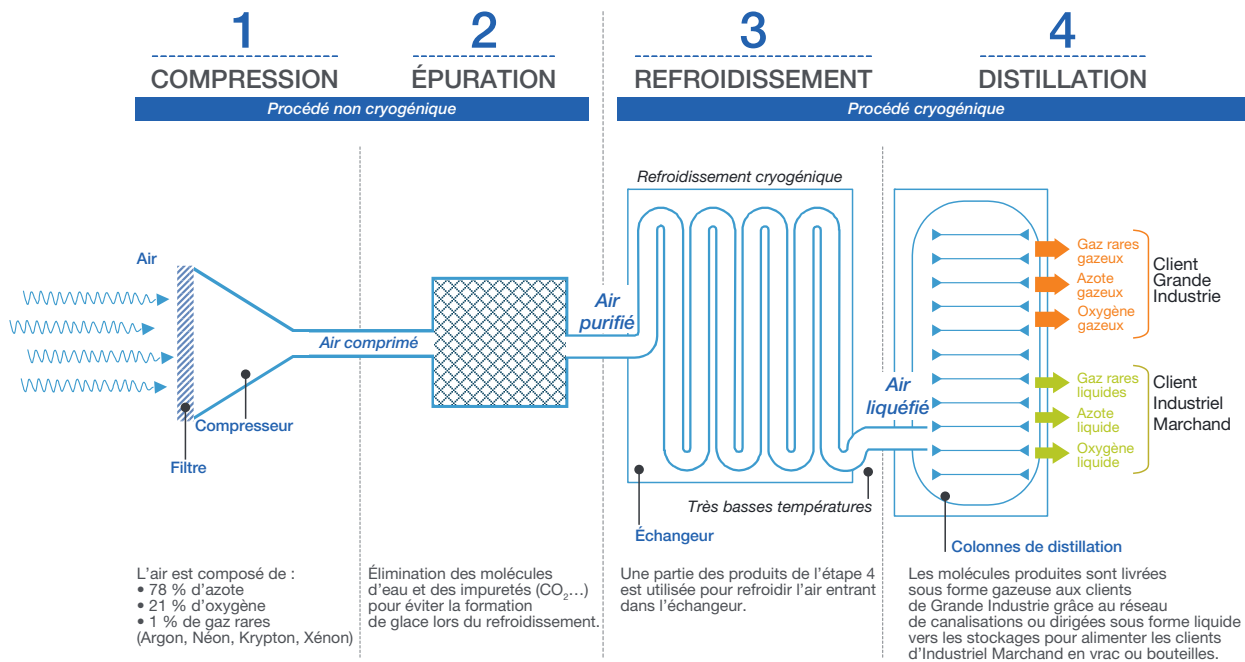 1
COMPRESSION
2
ÉPURATION
3
REFROIDISSEMENT
4
DISTILLATION
Procédé non cryogénique
Procédé cryogénique
Air
Filtre
Compresseur
Air comprimé
Air
purifié
Refroidissement cryogénique
Échangeur
Très basses températures
Air
liquéfié
Colonnes de distillation
Gaz rares
gazeux
Azote
gazeux
Oxygène
gazeux
Client
Grande
Industrie
Gaz rares
liquides
Azote
liquide
Oxygène
liquide
Client
Industriel
Marchand
L’air est composé de :
• 78 % d’azote
• 21 % d’oxygène
• 1 % de gaz rares
(Argon, Néon, Krypton, Xénon)
Élimination des molécules
d’eau et des impuretés (CO₂…)
pour éviter la formation
de glace lors du refroidissement.
Une partie des produits de l’étape 4
est utilisée pour refroidir l’air entrant
dans l’échangeur.
Les molécules produites sont livrées
sous forme gazeuse aux clients
de Grande Industrie grâce au réseau
de canalisations ou dirigées sous forme liquide
vers les stockages pour alimenter les clients
d’Industriel Marchand en vrac ou bouteilles.